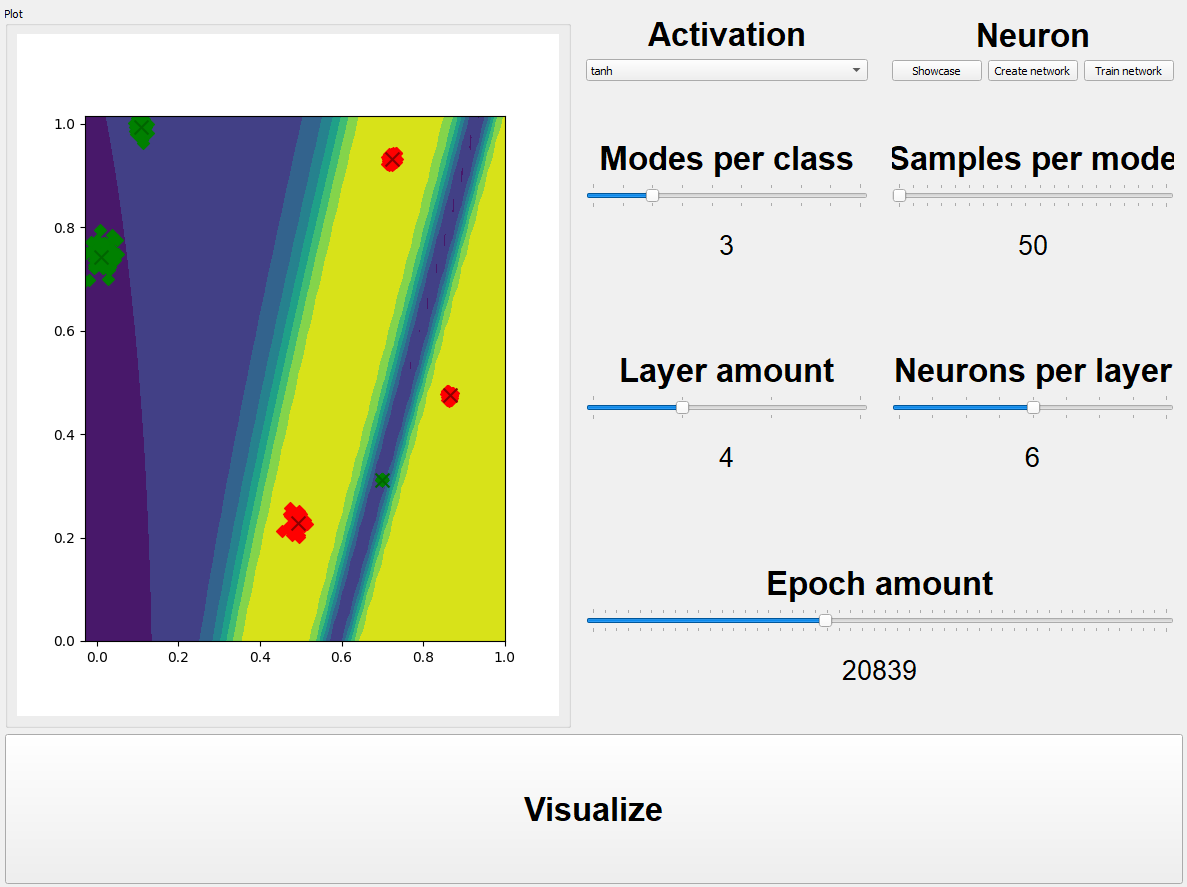 Plot
1.0
0.8
0.6
0.4
0.2
0.0
0.0 0.2 0.4 0.6 0.8 1.0
Activation
tanh
Neuron
Showcase Create network Train network
Modes per class
3
Samples per mode
50
Layer amount
4
Neurons per layer
6
Epoch amount
20839
Visualize